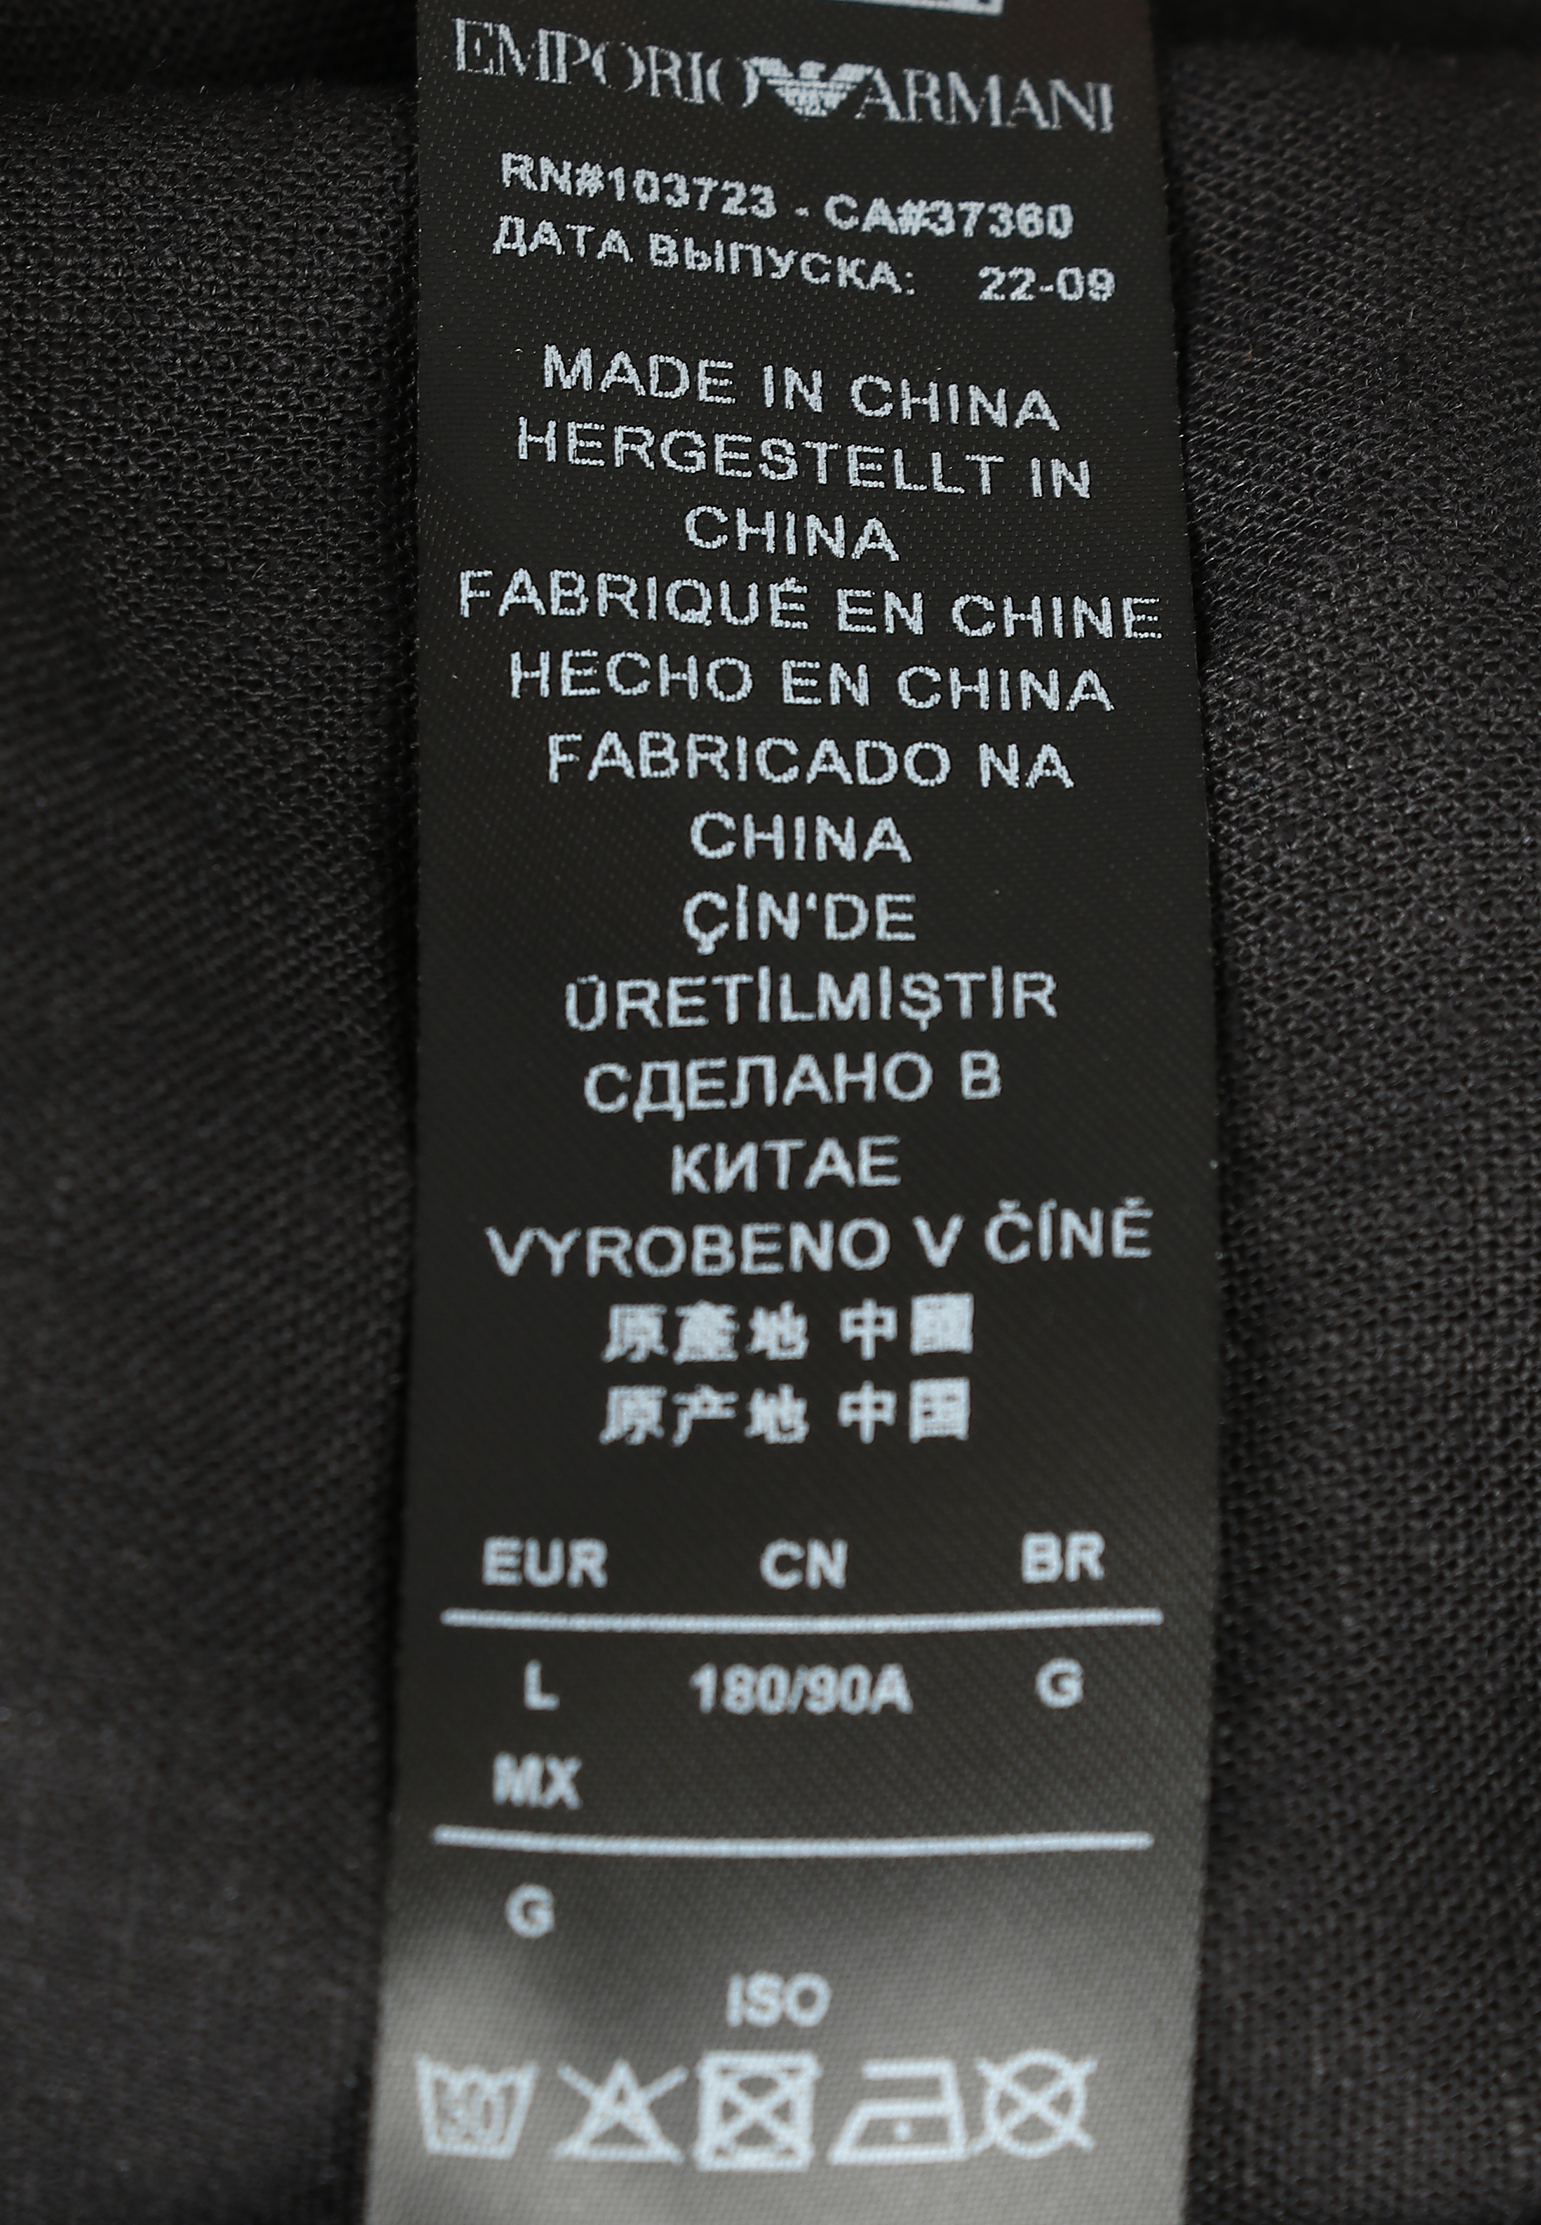 EMPORIO ARMANI
RN#103723 - CA#37360
ДАТА ВЫПУСКА: 22-09
MADE IN CHINA
HERGESTELLT IN
CHINA
FABRIQUÉ EN CHINE
HECHO EN CHINA
FABRICADO NA
CHINA
ÇİN'DE
ÜRETİLMİŞTİR
СДЕЛАНО В
КИТАЕ
VYROBENO V ČÍNĚ
原產地 中國
原产地 中国
EUR CN BR
L 180/90A G
MX
G
ISO
30